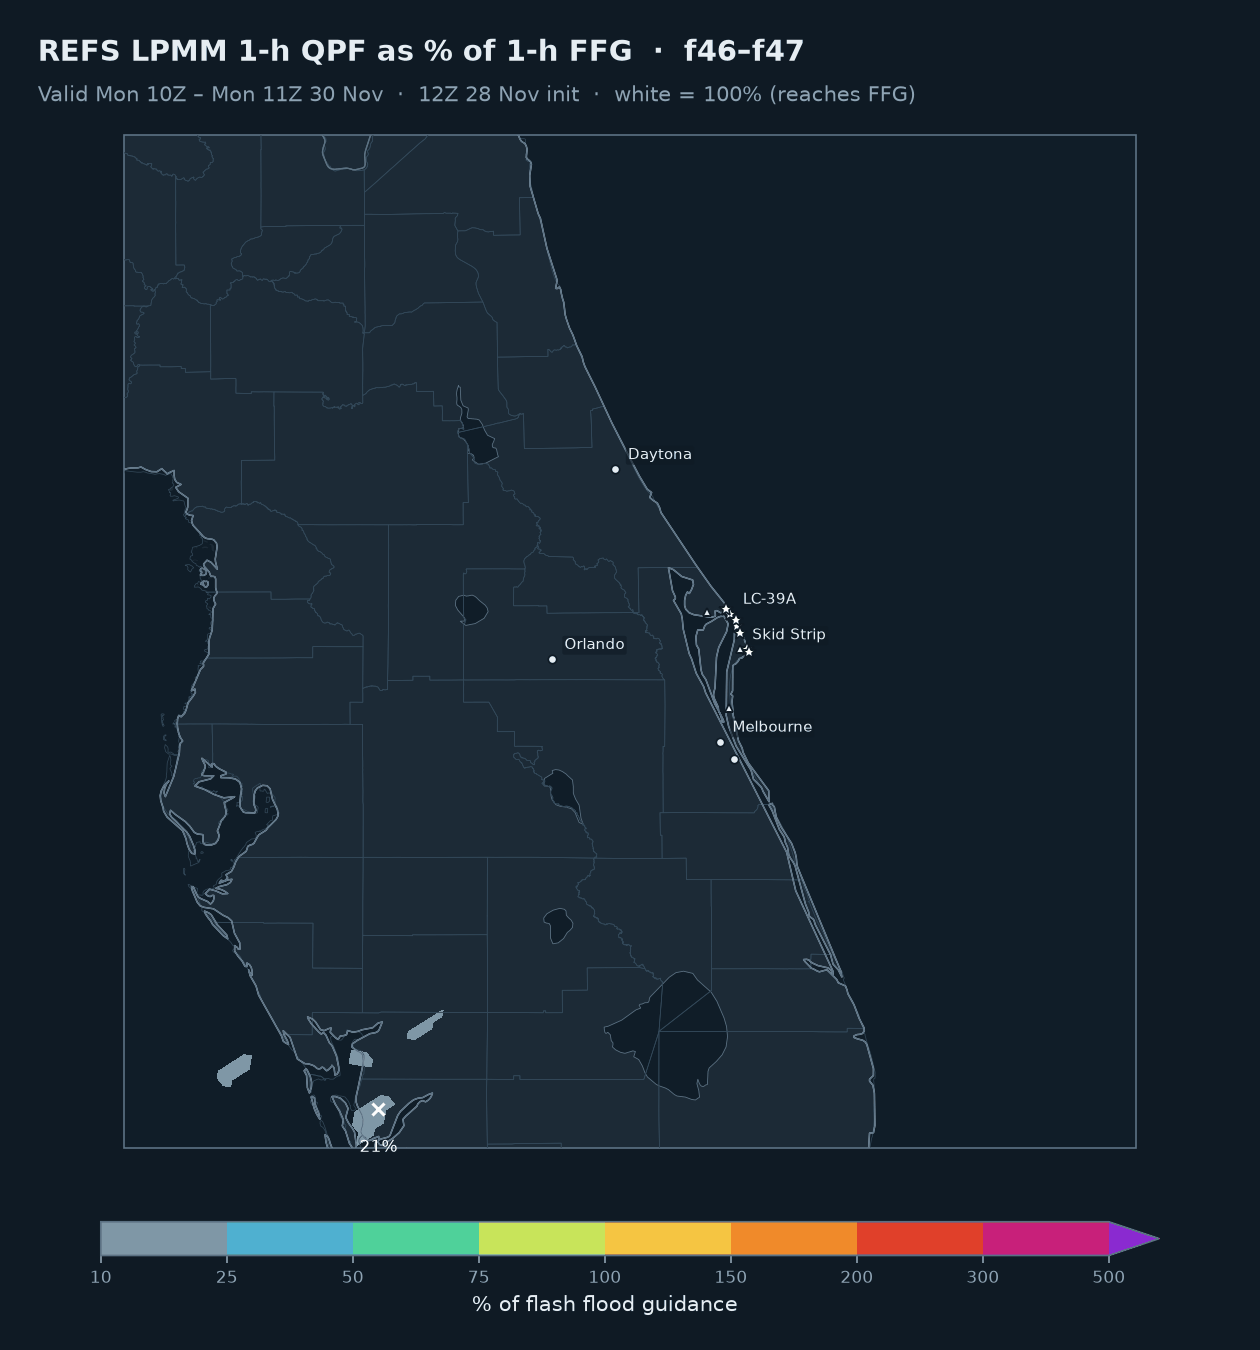 REFS LPMM 1-h QPF as % of 1-h FFG · f46–f47
Valid Mon 10Z – Mon 11Z 30 Nov · 12Z 28 Nov init · white = 100% (reaches FFG)
Daytona
LC-39A
Skid Strip
Orlando
Melbourne
21%
10 25 50 75 100 150 200 300 500
% of flash flood guidance